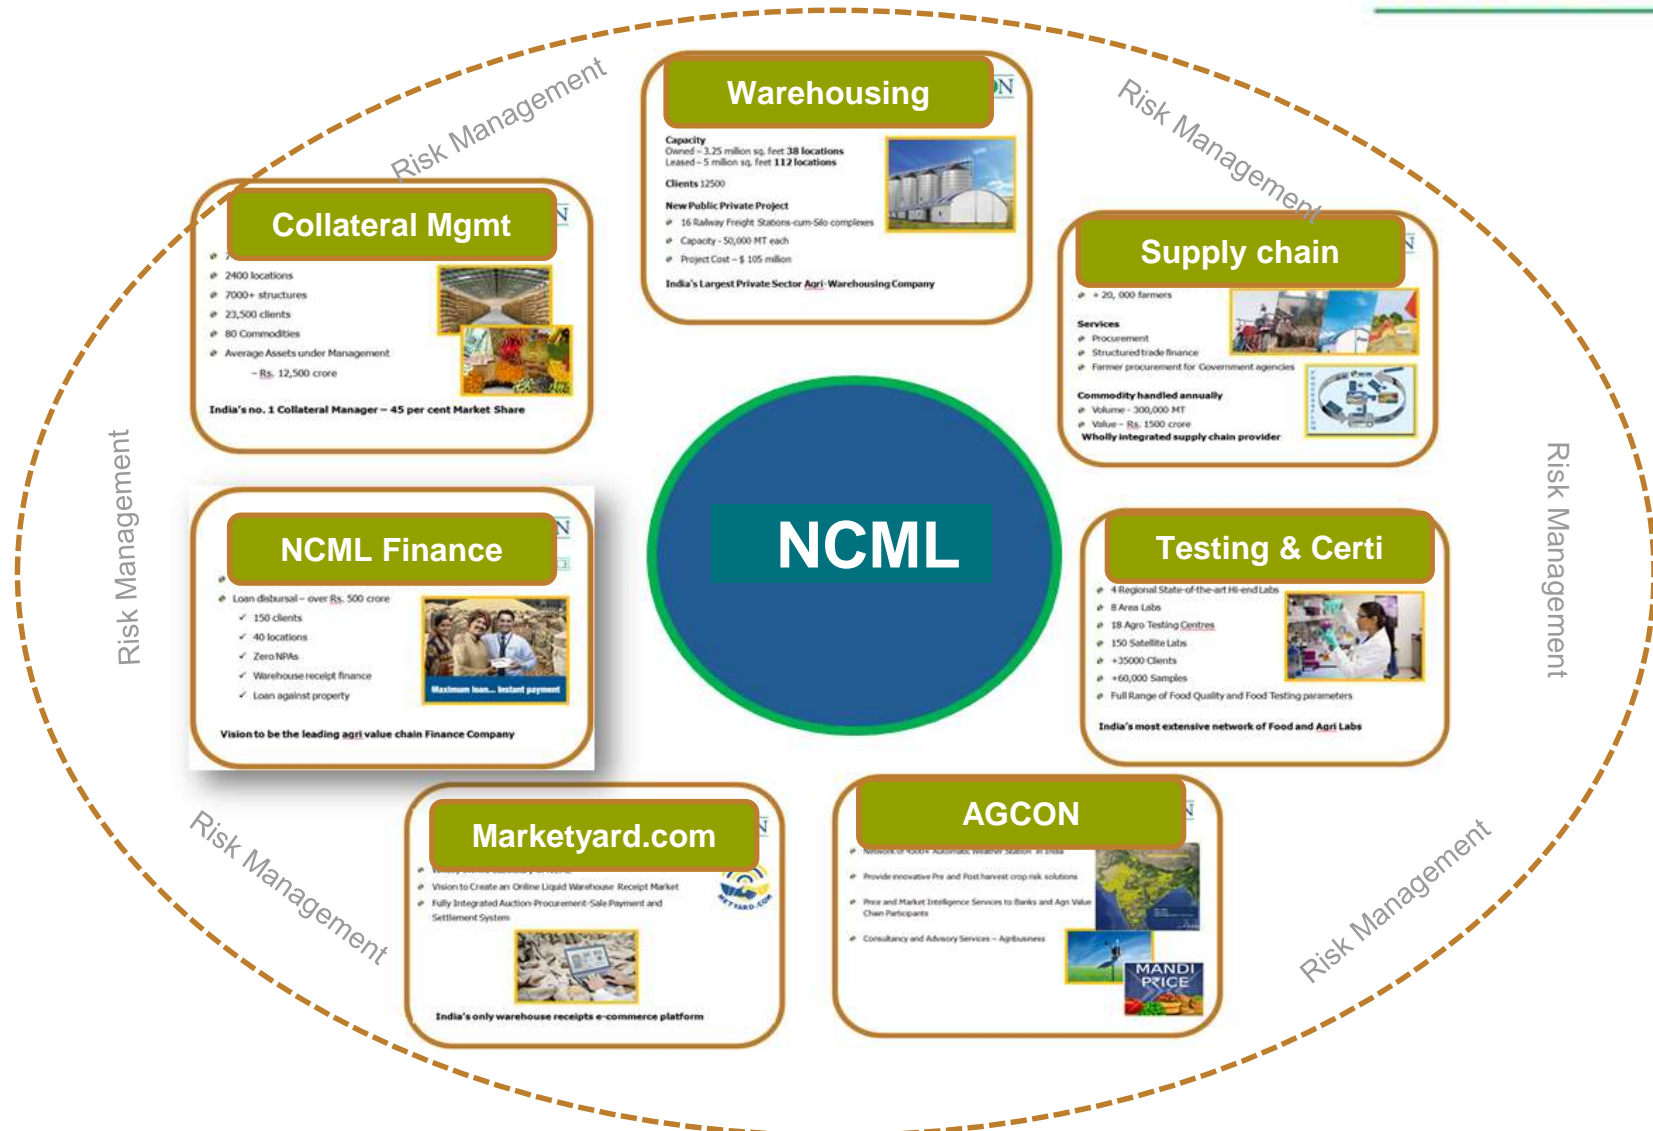 Risk Management
Risk Management
Warehousing
Capacity
Owned – 3.25 million sq. feet 38 locations
Leased – 5 million sq. feet 112 locations
Clients 12500
New Public Private Project
16 Railway Freight Stations-cum-Silo complexes
Capacity - 50,000 MT each
Project Cost – $ 105 million
India's Largest Private Sector Agri-Warehousing Company
Collateral Mgmt
2400 locations
7000+ structures
23,500 clients
80 Commodities
Average Assets under Management
– Rs. 12,500 crore
India's no. 1 Collateral Manager – 45 per cent Market Share
Supply chain
+ 20, 000 farmers
Services
Procurement
Structured trade finance
Farmer procurement for Government agencies
Commodity handled annually
Volume - 300,000 MT
Value – Rs. 1500 crore
Wholly integrated supply chain provider
Risk Management
Risk Management
NCML
NCML Finance
Loan disbursal – over Rs. 500 crore
150 clients
40 locations
Zero NPAs
Warehouse receipt finance
Loan against property
Maximum loan... Instant payment
Vision to be the leading agri value chain Finance Company
Testing & Certi
4 Regional State-of-the-art Hi-end Labs
8 Area Labs
18 Agro Testing Centres
150 Satellite Labs
+35000 Clients
+60,000 Samples
Full Range of Food Quality and Food Testing parameters
India's most extensive network of Food and Agri Labs
Marketyard.com
Vision to Create an Online Liquid Warehouse Receipt Market
Fully Integrated Auction-Procurement-Sale Payment and
Settlement System
India's only warehouse receipts e-commerce platform
AGCON
Network of 4500+ Automatic Weather Station in India
Provide innovative Pre and Post harvest crop risk solutions
Price and Market Intelligence Services to Banks and Agri Value
Chain Participants
Consultancy and Advisory Services – Agribusiness
MANDI
PRICE
Risk Management
Risk Management